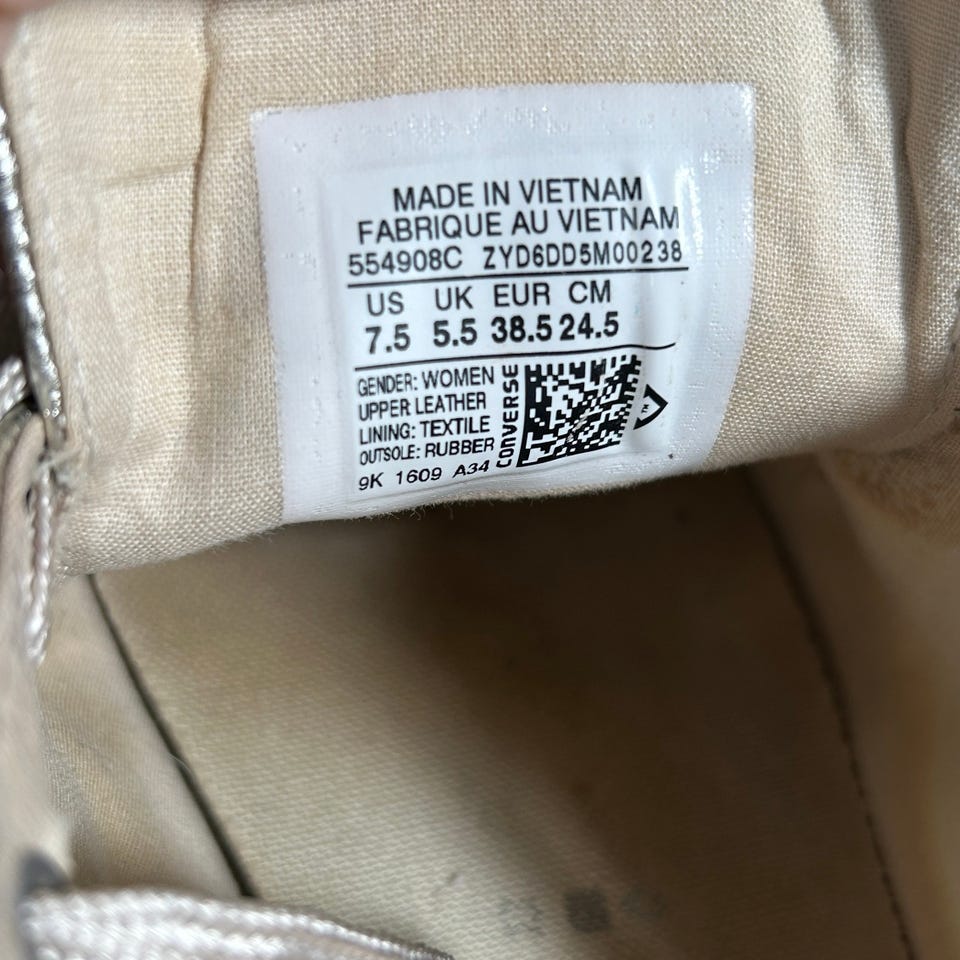 MADE IN VIETNAM
FABRIQUE AU VIETNAM
554908C ZYD6DD5M00238
US UK EUR CM
7.5 5.5 38.5 24.5
GENDER: WOMEN
UPPER LEATHER
LINING: TEXTILE
OUTSOLE: RUBBER
9K 1609 A34
CONVERSE
TM